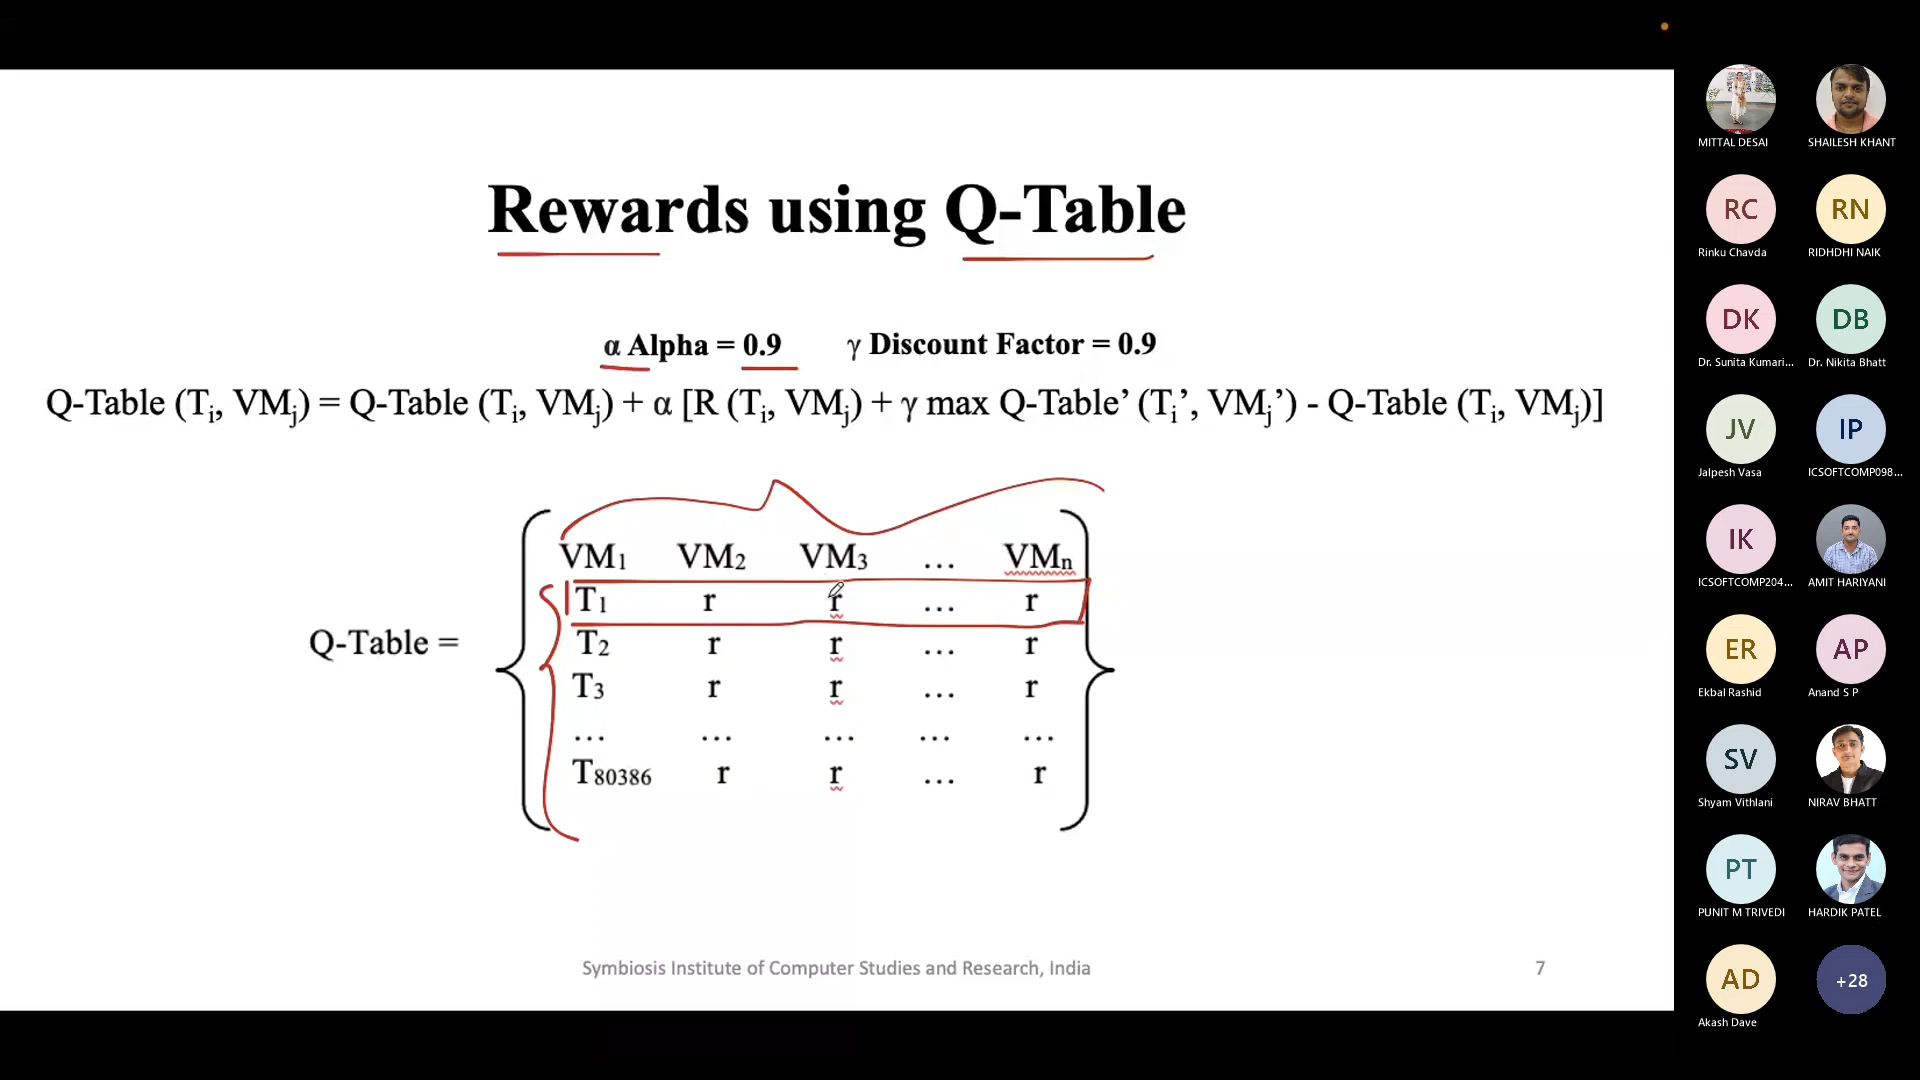 Rewards using Q-Table
α Alpha = 0.9 γ Discount Factor = 0.9
Q-Table (Ti, VMj) = Q-Table (Ti, VMj) + α [R (Ti, VMj) + γ max Q-Table’ (Ti’, VMj’) - Q-Table (Ti, VMj)]
VM1 VM2 VM3 ... VMn
T1 r r ... r
Q-Table =
T2 r r ... r
T3 r r ... r
... ... ... ... ...
T80386 r r ... r
Symbiosis Institute of Computer Studies and Research, India
7
MITTAL DESAI
SHAILESH KHANT
RC
Rinku Chavda
RN
RIDHDHI NAIK
DK
Dr. Sunita Kumari...
DB
Dr. Nikita Bhatt
JV
Jalpesh Vasa
IP
ICSOFTCOMP098...
IK
ICSOFTCOMP204...
AMIT HARIYANI
ER
Ekbal Rashid
AP
Anand S P
SV
Shyam Vithlani
NIRAV BHATT
PT
PUNIT M TRIVEDI
HARDIK PATEL
AD
Akash Dave
+28